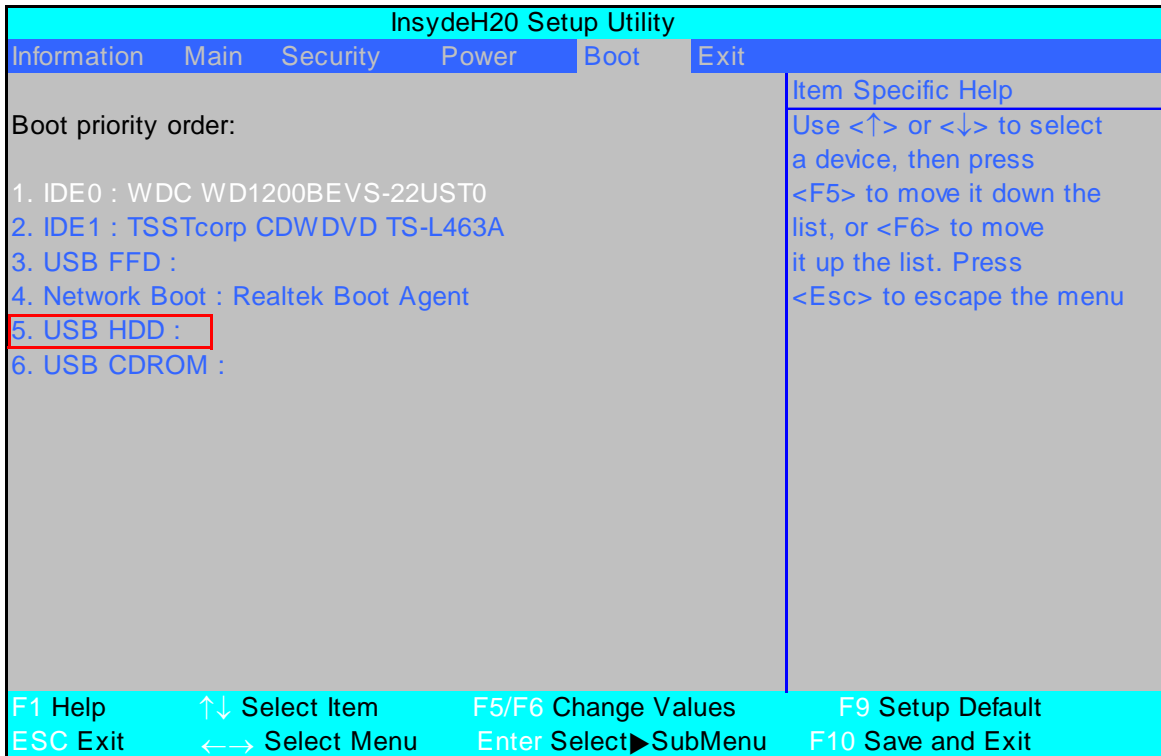 InsydeH20 Setup Utility
Information Main Security Power Boot Exit
Item Specific Help
Boot priority order:
1. IDE0 : WDC WD1200BEVS-22UST0
2. IDE1 : TSSTcorp CDWDVD TS-L463A
3. USB FFD :
4. Network Boot : Realtek Boot Agent
5. USB HDD :
6. USB CDROM :
Use <↑> or <↓> to select
a device, then press
<F5> to move it down the
list, or <F6> to move
it up the list. Press
<Esc> to escape the menu
F1 Help ↑↓ Select Item F5/F6 Change Values F9 Setup Default
ESC Exit ←→ Select Menu Enter Select▶SubMenu F10 Save and Exit